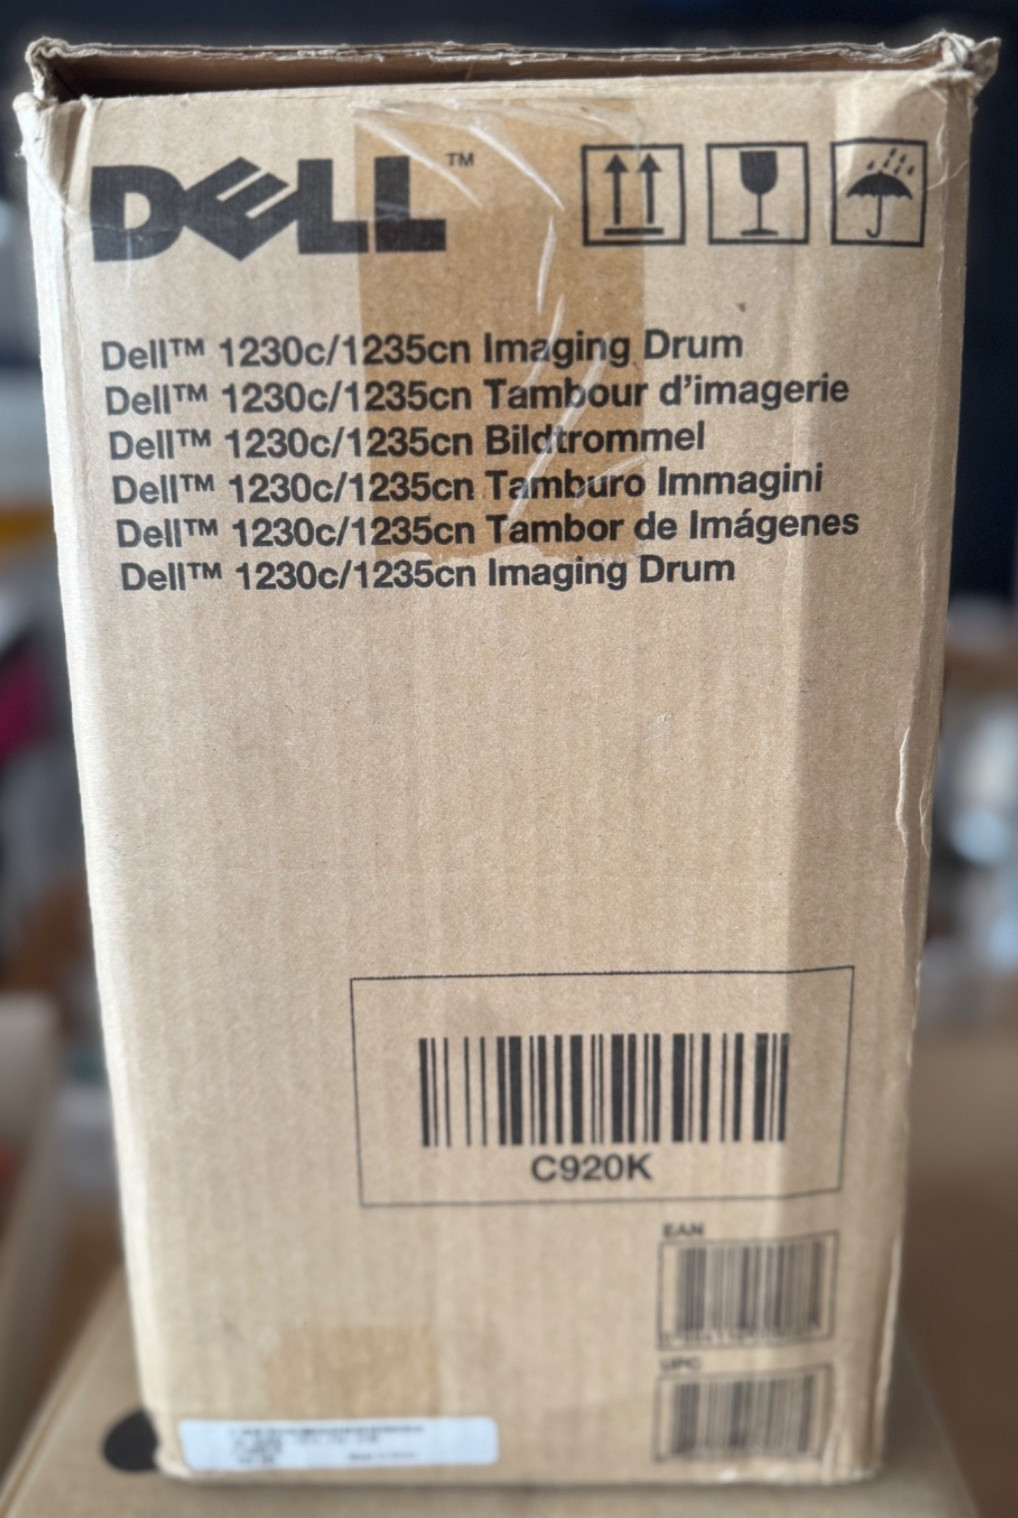 DELL™
Dell™ 1230c/1235cn Imaging Drum
Dell™ 1230c/1235cn Tambour d'imagerie
Dell™ 1230c/1235cn Bildtrommel
Dell™ 1230c/1235cn Tamburo Immagini
Dell™ 1230c/1235cn Tambor de Imágenes
Dell™ 1230c/1235cn Imaging Drum
C920K
EAN
UPC